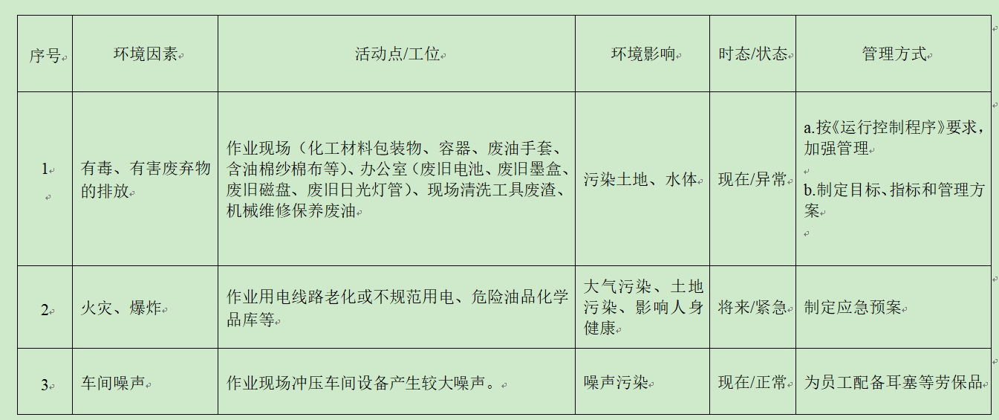 序号
环境因素
活动点/工位
环境影响
时态/状态
管理方式
1
有毒、有害废弃物
的排放
作业现场（化工材料包装物、容器、废油手套、
含油棉纱棉布等）、办公室（废旧电池、废旧墨盒、
废旧磁盘、废旧日光灯管）、现场清洗工具废渣、
机械维修保养废油
污染土地、水体
现在/异常
a.按《运行控制程序》要求，
加强管理
b.制定目标、指标和管理方
案
2
火灾、爆炸
作业用电线路老化或不规范用电、危险油品化学
品库等
大气污染、土地
污染、影响人身
健康
将来/紧急
制定应急预案
3
车间噪声
作业现场冲压车间设备产生较大噪声。
噪声污染
现在/正常
为员工配备耳塞等劳保品